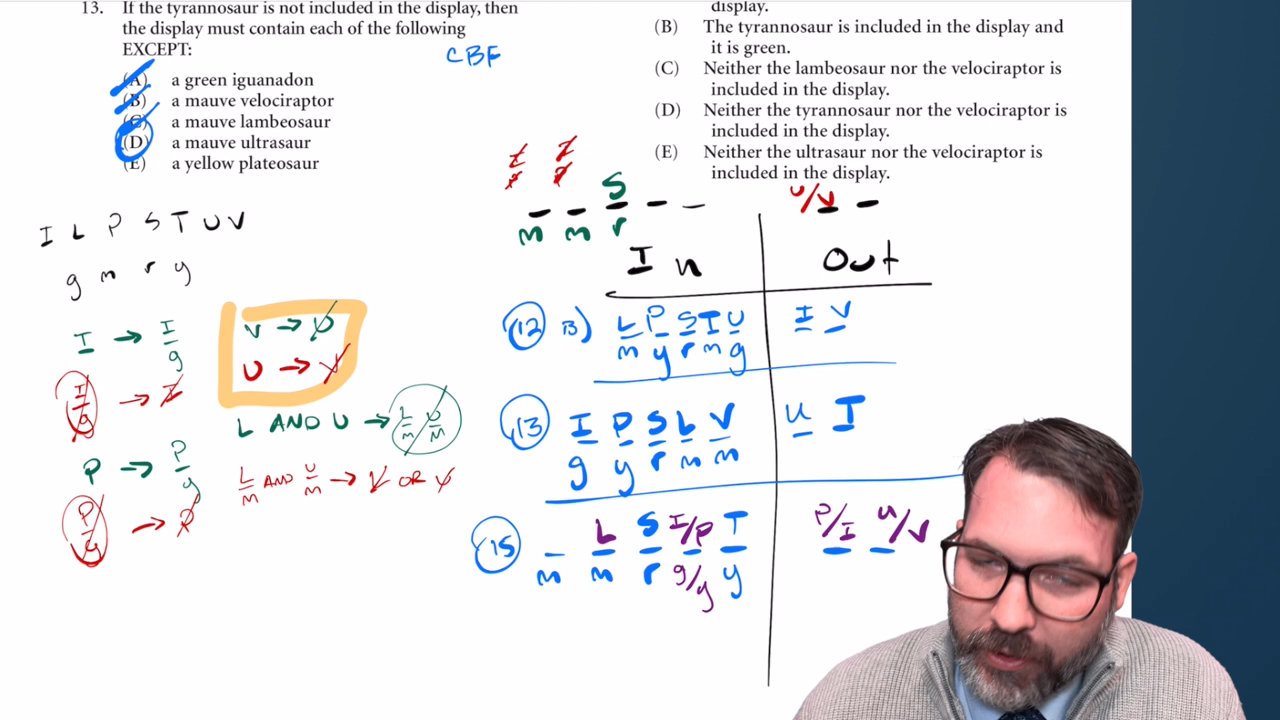 13. If the tyrannosaur is not included in the display, then
the display must contain each of the following
EXCEPT:
CBF
(A) a green iguanadon
(B) a mauve velociraptor
(C) a mauve lambeosaur
(D) a mauve ultrasaur
(E) a yellow plateosaur
display.
(B) The tyrannosaur is included in the display and
it is green.
(C) Neither the lambeosaur nor the velociraptor is
included in the display.
(D) Neither the tyrannosaur nor the velociraptor is
included in the display.
(E) Neither the ultrasaur nor the velociraptor is
included in the display.
I L P S T U V
g m r y
I → I/g
I/g → I
P → P/y
P/y → P
V → U
U → V
L AND U → L/m U/m
L/m AND U/m → L OR U
I I S
P P
m m r
U/V
In Out
12 B) L P S T U I V
m y r m g
13 I P S L V U T
g y r m m
15 L S I/P T P/I U/V
m m r g/y y